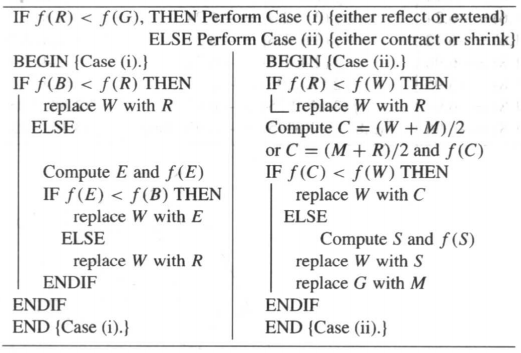 IF f(R) < f(G), THEN Perform Case (i) {either reflect or extend}
ELSE Perform Case (ii) {either contract or shrink}
BEGIN {Case (i).}
IF f(B) < f(R) THEN
replace W with R
ELSE
Compute E and f(E)
IF f(E) < f(B) THEN
replace W with E
ELSE
replace W with R
ENDIF
ENDIF
END {Case (i).}
BEGIN {Case (ii).}
IF f(R) < f(W) THEN
replace W with R
Compute C = (W + M)/2
or C = (M + R)/2 and f(C)
IF f(C) < f(W) THEN
replace W with C
ELSE
Compute S and f(S)
replace W with S
replace G with M
ENDIF
END {Case (ii).}